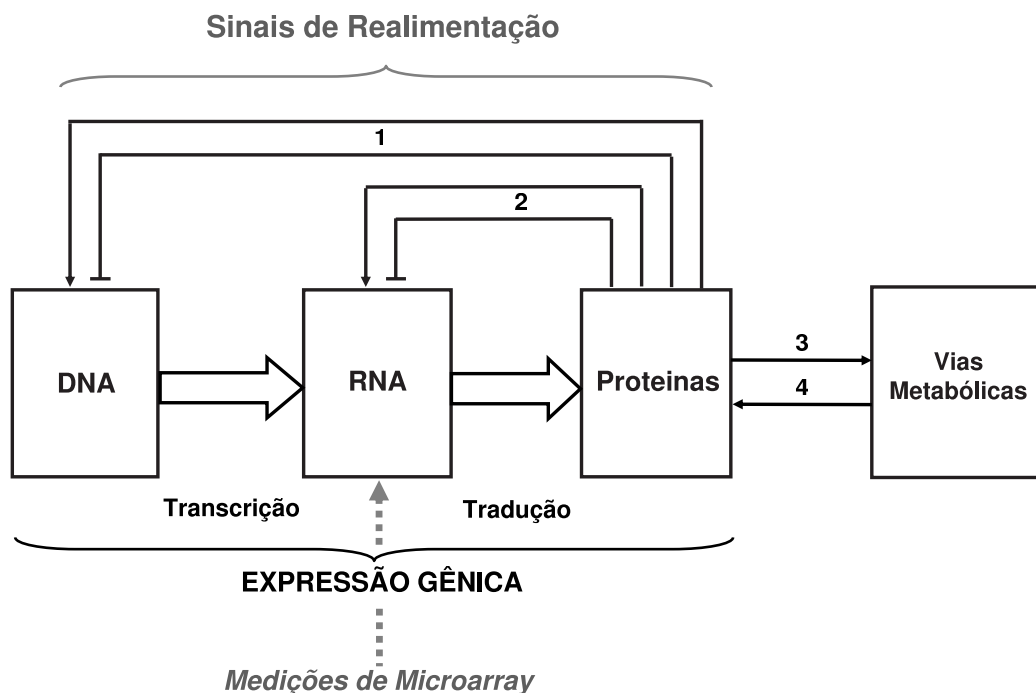 Sinais de Realimentação
1
2
DNA
RNA
Proteinas
3
4
Vias
Metabólicas
Transcrição
Tradução
EXPRESSÃO GÊNICA
Medições de Microarray